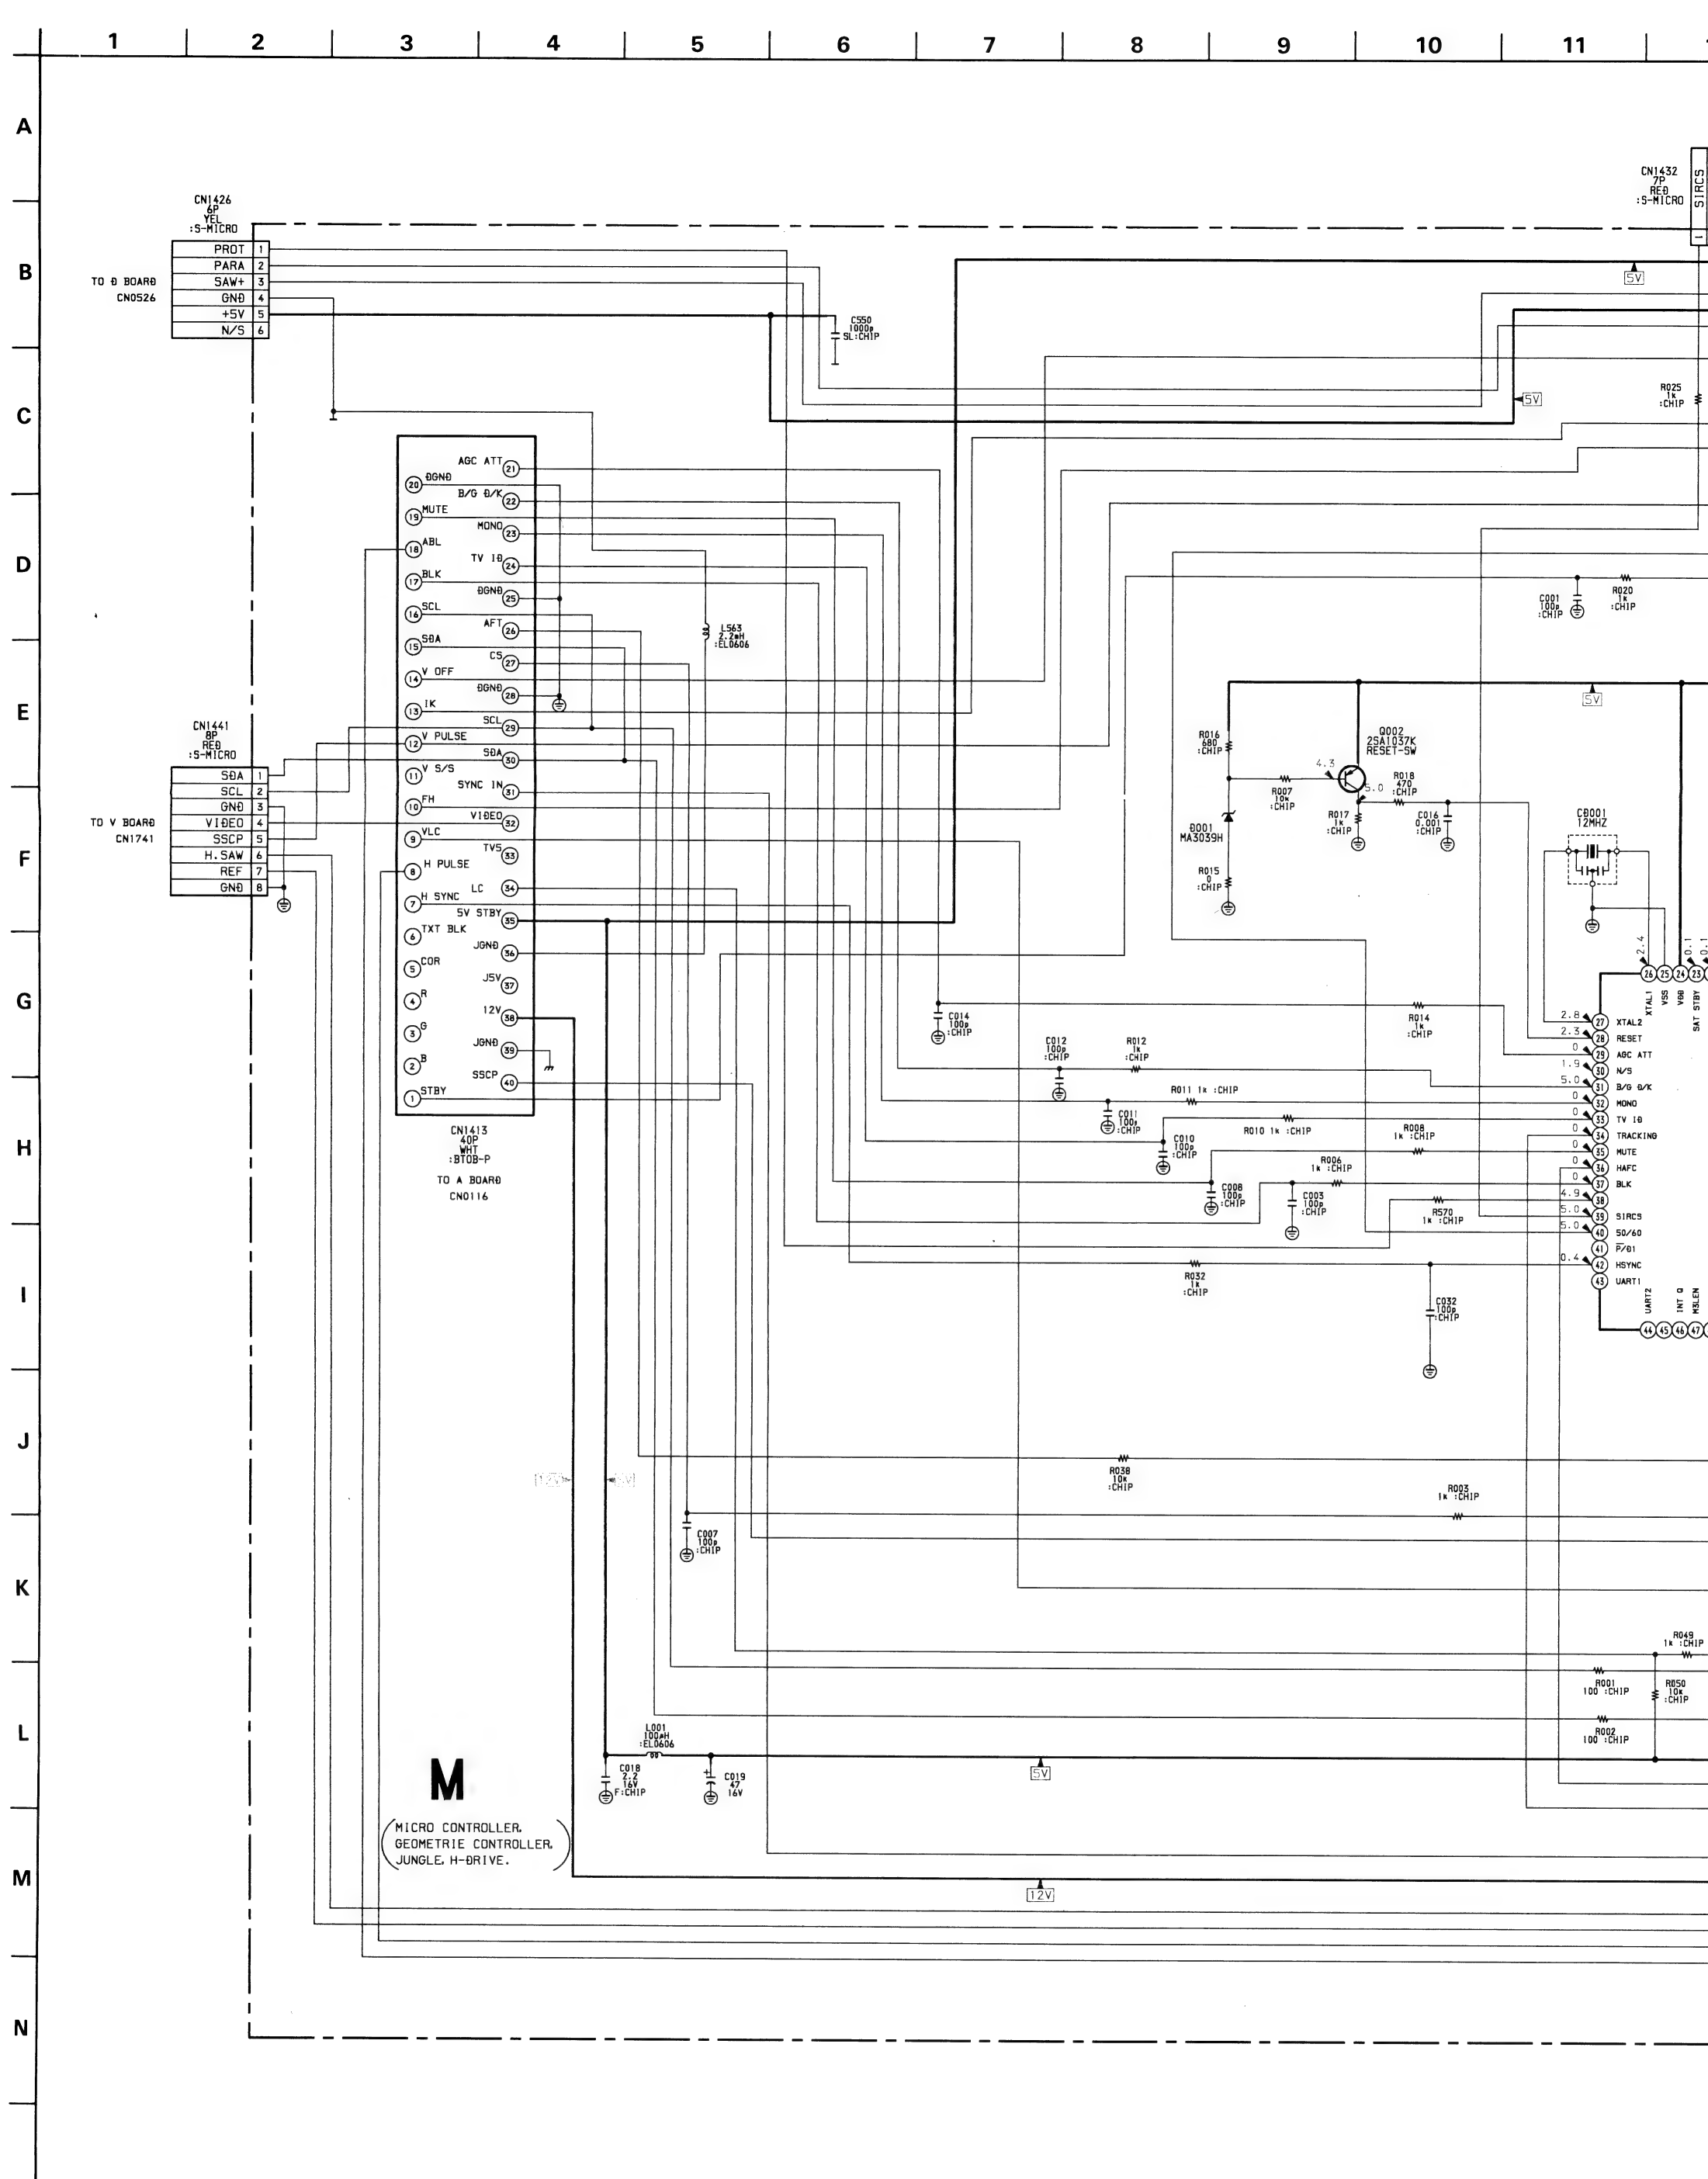 1 2 3 4 5 6 7 8 9 10 11
A
B
C
D
E
F
G
H
I
J
K
L
M
N
CN1432
7P
RED
:S-MICRO
SIRCS
1
CN1426
6P
YEL
:S-MICRO
TO D BOARD
CN0526
PROT 1
PARA 2
SAW+ 3
GND 4
+5V 5
N/S 6
C550
1000p
SL:CHIP
5V
5V
R025
1k
:CHIP
AGC ATT 21
20 DGND
B/G D/K 22
19 MUTE
MONO 23
18 ABL
TV ID 24
17 BLK
DGND 25
16 SCL
AFT 26
15 SDA
CS 27
14 V OFF
DGND 28
13 IK
SCL 29
12 V PULSE
SDA 30
11 V S/S
SYNC IN 31
10 FH
VIDEO 32
9 VLC
TVS 33
8 H PULSE
LC 34
7 H SYNC
5V STBY 35
6 TXT BLK
JGND 36
5 COR
J5V 37
4 R
12V 38
3 G
JGND 39
2 B
SSCP 40
1 STBY
CN1413
40P
WHT
:BTOB-P
TO A BOARD
CN0116
L563
2.2µH
:EL0606
C001
100p
:CHIP
R020
1k
:CHIP
5V
CN1441
8P
RED
:S-MICRO
TO V BOARD
CN1741
SDA 1
SCL 2
GND 3
VIDEO 4
SSCP 5
H.SAW 6
REF 7
GND 8
R016
680
:CHIP
Q002
2SA1037K
RESET-SW
4.3
5.0
R007
10k
:CHIP
R018
470
:CHIP
R017
1k
:CHIP
C016
0.001
:CHIP
D001
MA3039H
R015
0
:CHIP
CD001
12MHZ
2.4
0.1
0.1
26 25 24 23
XTAL1
VSS
VDD
SAT STBY
C014
100p
:CHIP
R014
1k
:CHIP
C012
100p
:CHIP
R012
1k
:CHIP
R011 1k :CHIP
C011
100p
:CHIP
R010 1k :CHIP
C010
100p
:CHIP
R008
1k :CHIP
R006
1k :CHIP
C008
100p
:CHIP
C003
100p
:CHIP
R570
1k :CHIP
R032
1k
:CHIP
C032
100p
:CHIP
2.8 27 XTAL2
2.3 28 RESET
0 29 AGC ATT
1.9 30 N/S
5.0 31 B/G D/K
0 32 MONO
0 33 TV ID
0 34 TRACKING
0 35 MUTE
0 36 HAFC
0 37 BLK
4.9 38
5.0 39 SIRCS
5.0 40 50/60
41 P/D1
0.4 42 HSYNC
43 UART1
UART2
INT Q
M3LEN
44 45 46 47
12V
5V
R038
10k
:CHIP
R003
1k :CHIP
C007
100p
:CHIP
R049
1k :CHIP
R001
100 :CHIP
R050
10k
:CHIP
R002
100 :CHIP
L001
100µH
:EL0606
C018
2.2
16V
F:CHIP
C019
47
16V
5V
M
MICRO CONTROLLER,
GEOMETRIE CONTROLLER,
JUNGLE, H-DRIVE.
12V